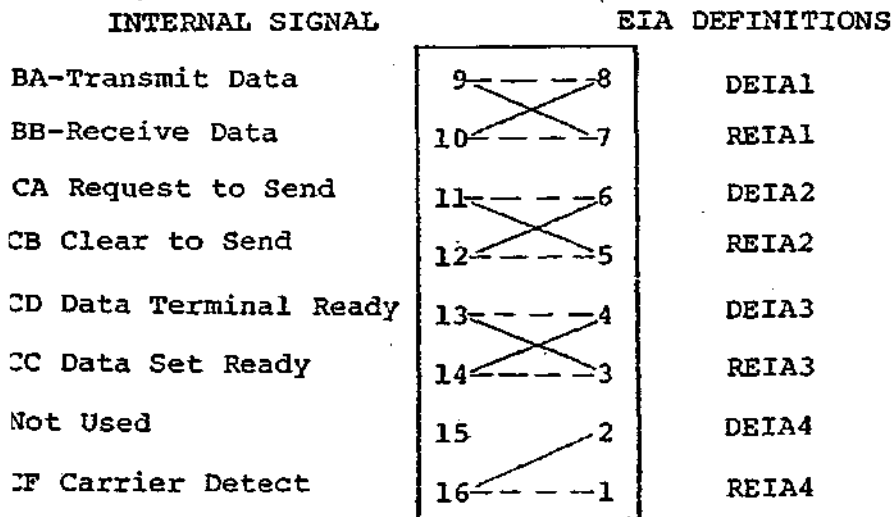 INTERNAL SIGNAL EIA DEFINITIONS
BA-Transmit Data 9 8 DEIA1
BB-Receive Data 10 7 REIA1
CA Request to Send 11 6 DEIA2
CB Clear to Send 12 5 REIA2
CD Data Terminal Ready 13 4 DEIA3
CC Data Set Ready 14 3 REIA3
Not Used 15 2 DEIA4
CF Carrier Detect 16 1 REIA4